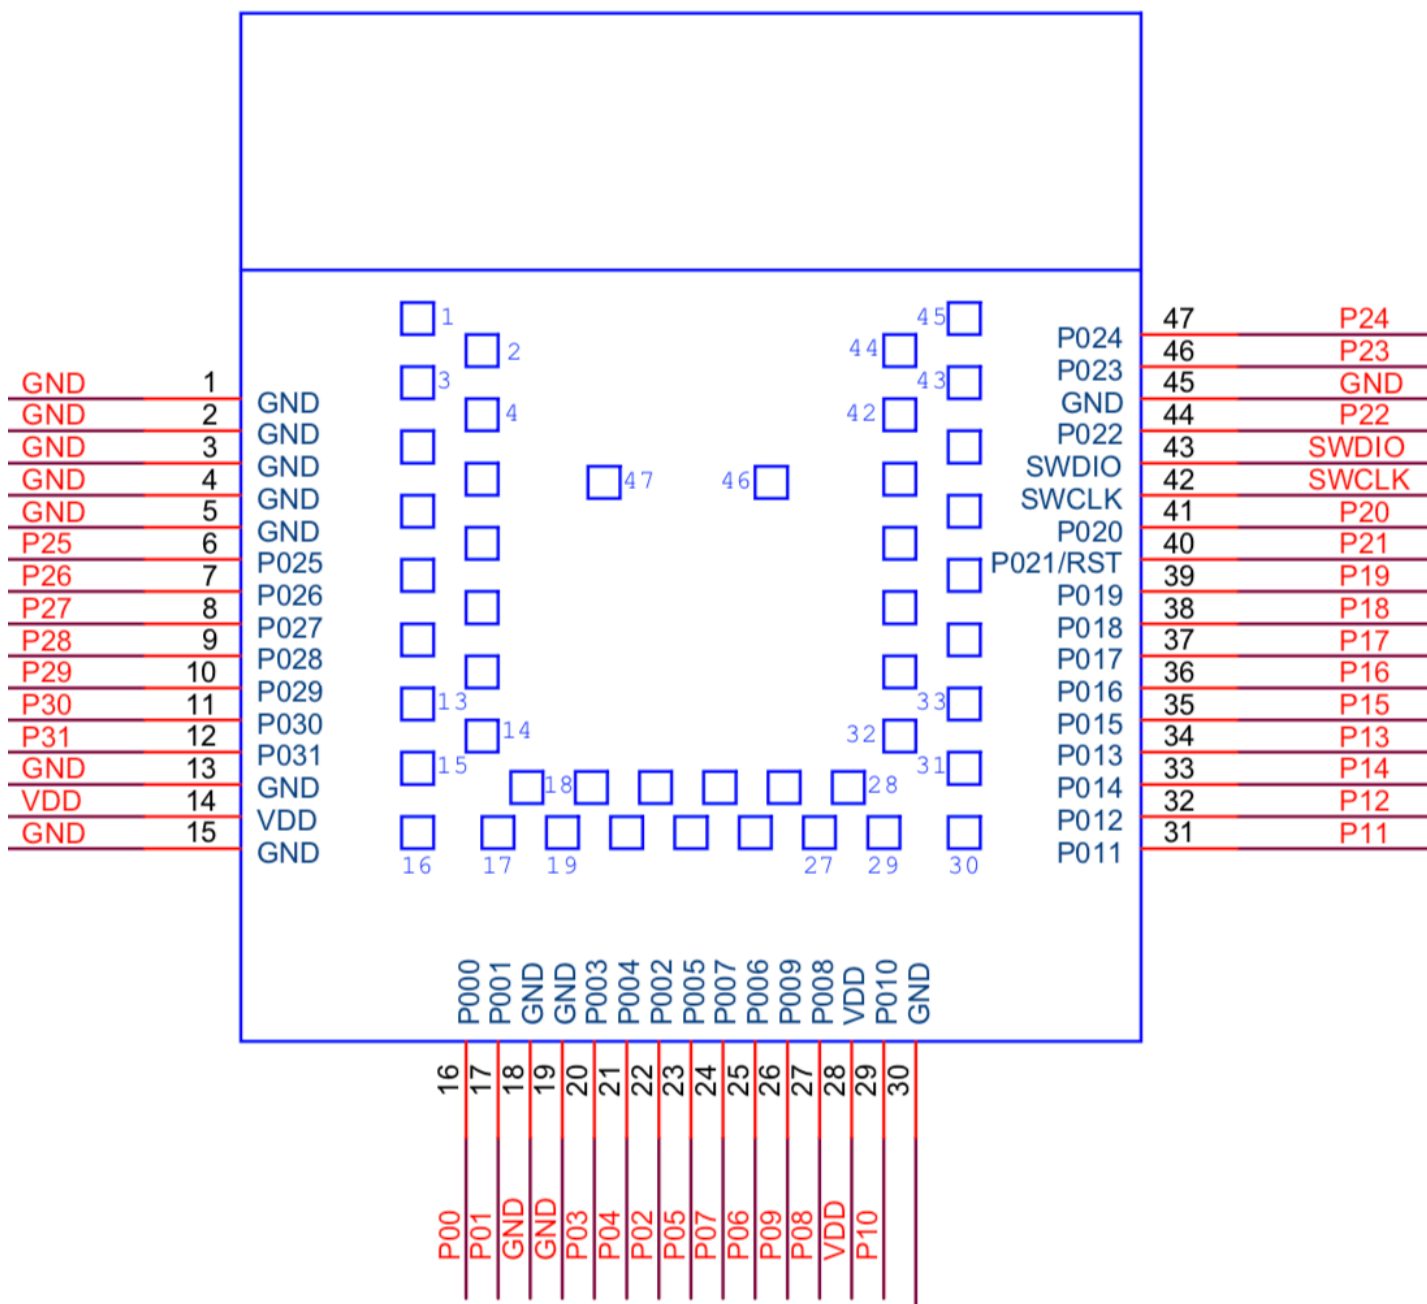 GND 1 GND
GND 2 GND
GND 3 GND
GND 4 GND
GND 5 GND
P25 6 P025
P26 7 P026
P27 8 P027
P28 9 P028
P29 10 P029
P30 11 P030
P31 12 P031
GND 13 GND
VDD 14 VDD
GND 15 GND
1 45
2 44
3 43
4 42
47 46
13 33
14 32
15 31
18 28
16 17 19 27 29 30
P024 47 P24
P023 46 P23
GND 45 GND
P022 44 P22
SWDIO 43 SWDIO
SWCLK 42 SWCLK
P020 41 P20
P021/RST 40 P21
P019 39 P19
P018 38 P18
P017 37 P17
P016 36 P16
P015 35 P15
P013 34 P13
P014 33 P14
P012 32 P12
P011 31 P11
P000 P001 GND GND P003 P004 P002 P005 P007 P006 P009 P008 VDD P010 GND
16 17 18 19 20 21 22 23 24 25 26 27 28 29 30
P00 P01 GND GND P03 P04 P02 P05 P07 P06 P09 P08 VDD P10